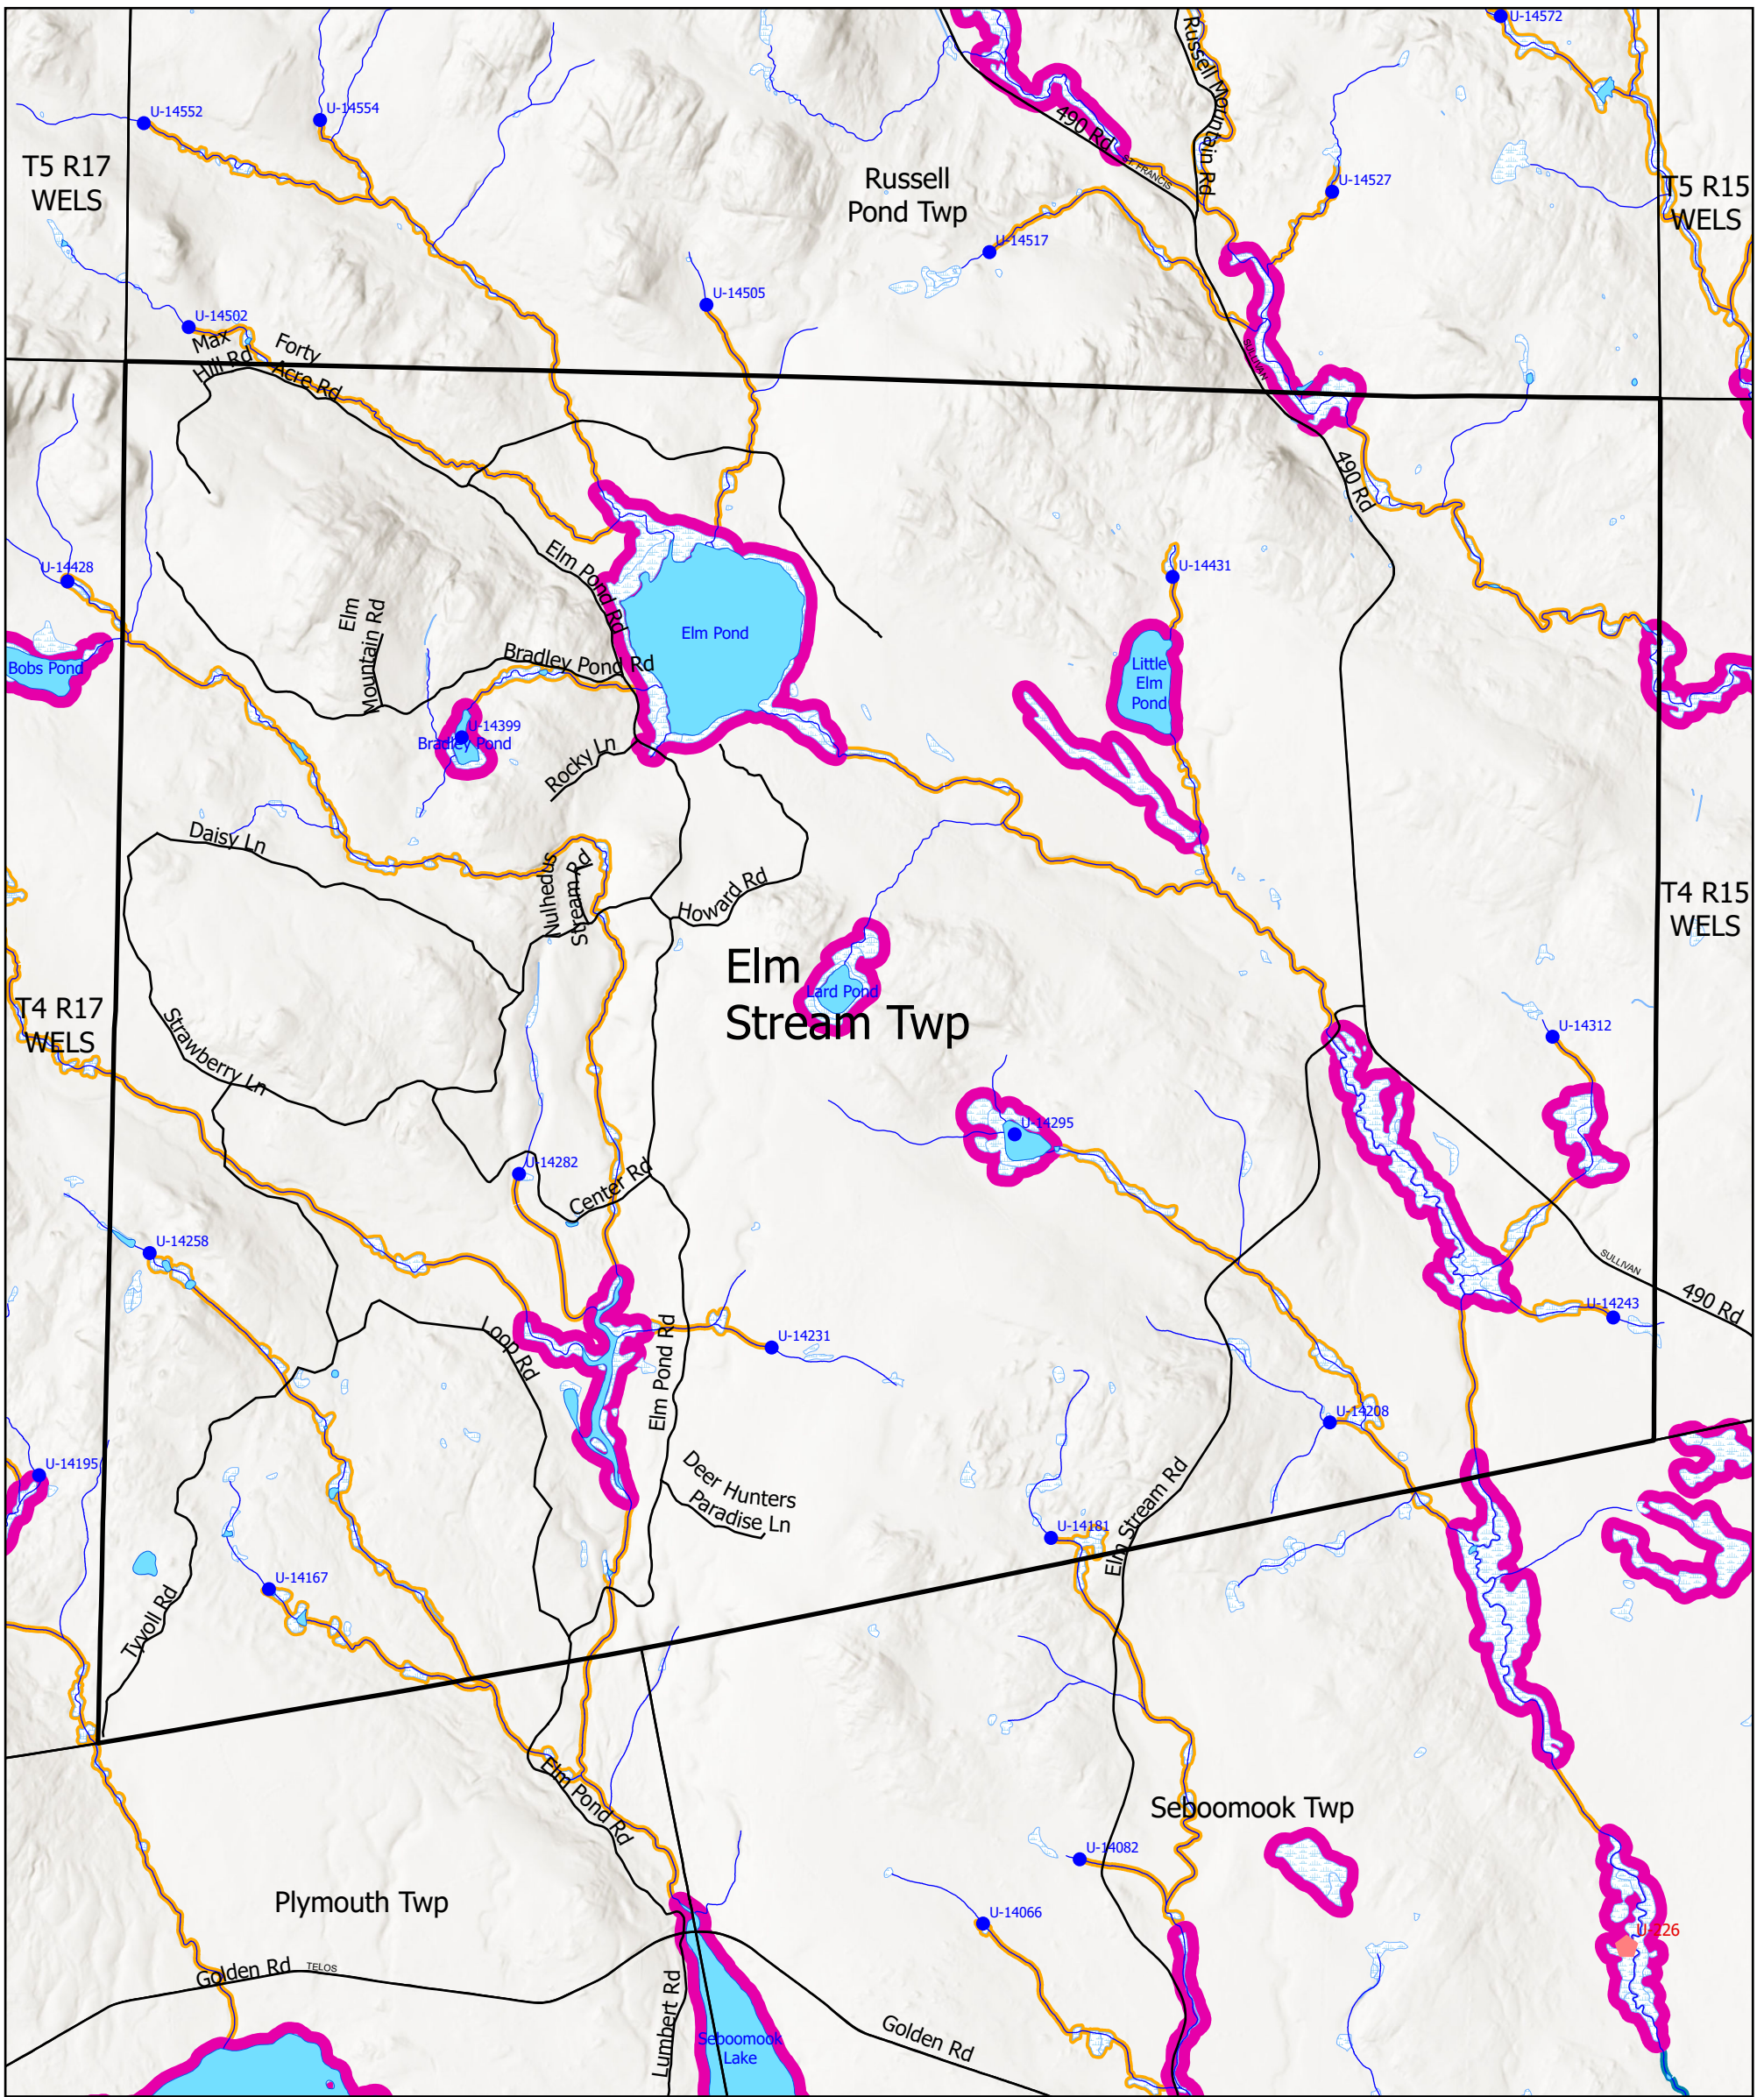 U-14572
U-14552
U-14554
Russell Mountain Rd
490 Rd
ST. FRANCIS
T5 R17
WELS
Russell
Pond Twp
U-14527
T5 R15
WELS
U-14517
U-14505
U-14502
Max
Hill Rd
Forty
Acre Rd
SULLIVAN
490 Rd
U-14428
Elm Pond Rd
U-14431
Elm
Mountain Rd
Elm Pond
Bobs Pond
Bradley Pond Rd
Little
Elm
Pond
U-14399
Bradley Pond
Rocky Ln
Daisy Ln
Nulhedus
Stream Rd
Howard Rd
T4 R15
WELS
Elm
Stream Twp
Lard Pond
T4 R17
WELS
Strawberry Ln
U-14312
U-14295
U-14282
Center Rd
U-14258
SULLIVAN
490 Rd
U-14243
Loop Rd
Elm Pond Rd
U-14231
U-14208
U-14195
Deer Hunters
Paradise Ln
Elm Stream Rd
U-14181
U-14167
Tyvoll Rd
Elm Pond Rd
Seboomook Twp
U-14082
Plymouth Twp
U-14066
U-226
Golden Rd
TELOS
Lumbert Rd
Seboomook
Lake
Golden Rd